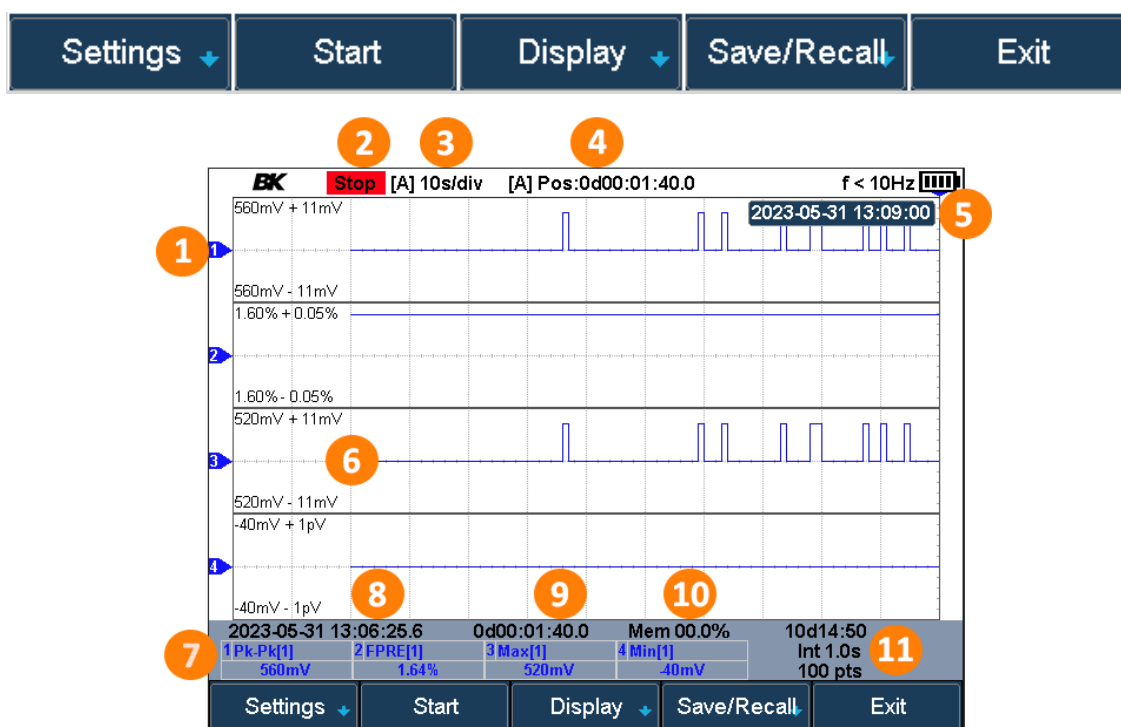 Settings Start Display Save/Recall Exit
2 3 4
BK Stop [A] 10s/div [A] Pos:0d00:01:40.0 f < 10Hz
560mV + 11mV 2023-05-31 13:09:00 5
1 1
560mV - 11mV
1.60% + 0.05%
2
1.60% - 0.05%
520mV + 11mV
3 6
520mV - 11mV
-40mV + 1pV
4
8 9 10
-40mV - 1pV
2023-05-31 13:06:25.6 0d00:01:40.0 Mem 00.0% 10d14:50
7 1 Pk-Pk[1] 2 FPRE[1] 3 Max[1] 4 Min[1] Int 1.0s 11
560mV 1.64% 520mV -40mV 100 pts
Settings Start Display Save/Recall Exit